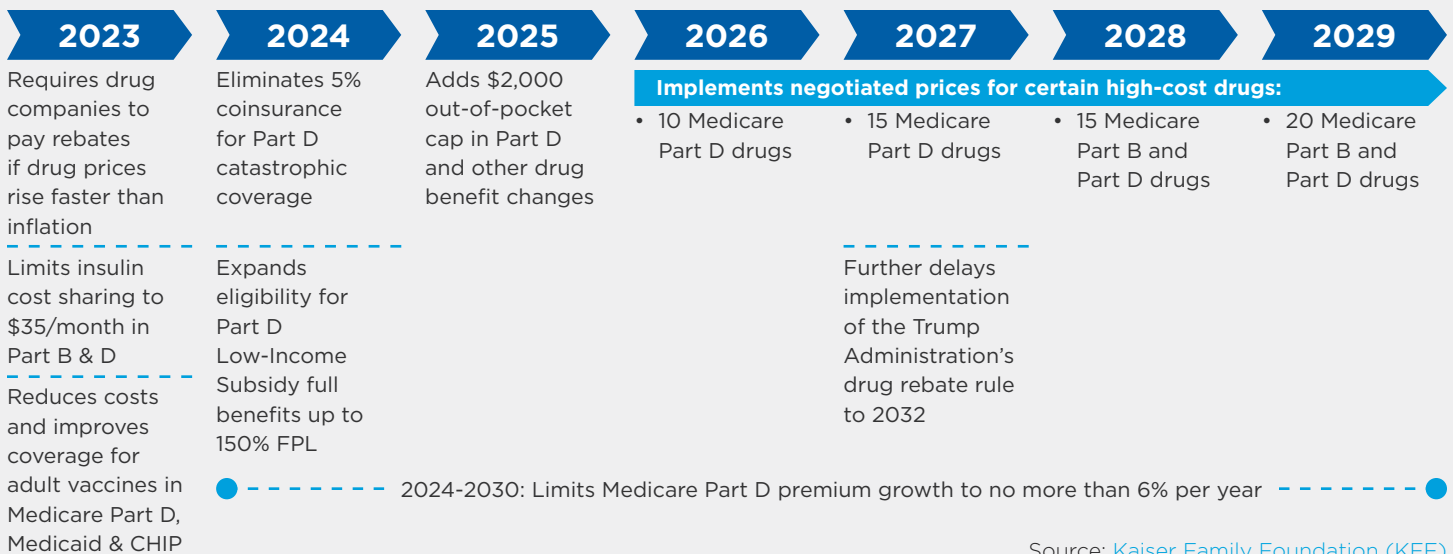 2023
Requires drug
companies to
pay rebates
if drug prices
rise faster than
inflation
Limits insulin
cost sharing to
$35/month in
Part B & D
Reduces costs
and improves
coverage for
adult vaccines in
Medicare Part D,
Medicaid & CHIP
2024
Eliminates 5%
coinsurance
for Part D
catastrophic
coverage
Expands
eligibility for
Part D
Low-Income
Subsidy full
benefits up to
150% FPL
2025
Adds $2,000
out-of-pocket
cap in Part D
and other drug
benefit changes
2026
2027
2028
2029
Implements negotiated prices for certain high-cost drugs:
• 10 Medicare
Part D drugs
• 15 Medicare
Part D drugs
Further delays
implementation
of the Trump
Administration’s
drug rebate rule
to 2032
• 15 Medicare
Part B and
Part D drugs
• 20 Medicare
Part B and
Part D drugs
2024-2030: Limits Medicare Part D premium growth to no more than 6% per year
Source: Kaiser Family Foundation (KFF)